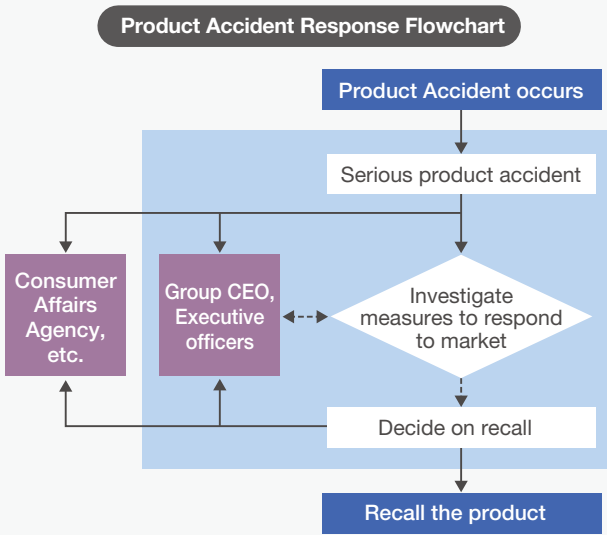 Product Accident Response Flowchart
Product Accident occurs
Serious product accident
Consumer
Affairs
Agency,
etc.
Group CEO,
Executive
officers
Investigate
measures to respond
to market
Decide on recall
Recall the product